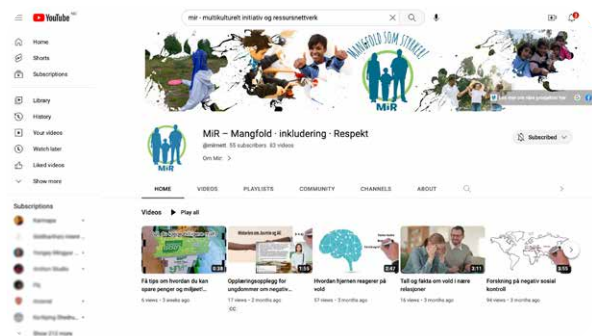 YouTube
mir - multikulturelt initiativ og ressursnettverk
Home
Shorts
Subscriptions
Library
History
Your videos
Watch later
Liked videos
Show more
Subscriptions
MANGFOLD SOM STYRKER!
MiR
MiR – Mangfold · inkludering · Respekt
@mirnett 55 subscribers 82 videos
Om Mir
Subscribed
HOME VIDEOS PLAYLISTS COMMUNITY CHANNELS ABOUT
Videos Play all
Få tips om hvordan du kan
spare penger og miljøet!...
6 views · 3 weeks ago
Opplæringsopplegg for
ungdommer om negativ...
17 views · 2 months ago
CC
Hvordan hjernen reagerer på
vold
57 views · 3 months ago
Tall og fakta om vold i nære
relasjoner
16 views · 3 months ago
Forskning på negativ sosial
kontroll
94 views · 3 months ago